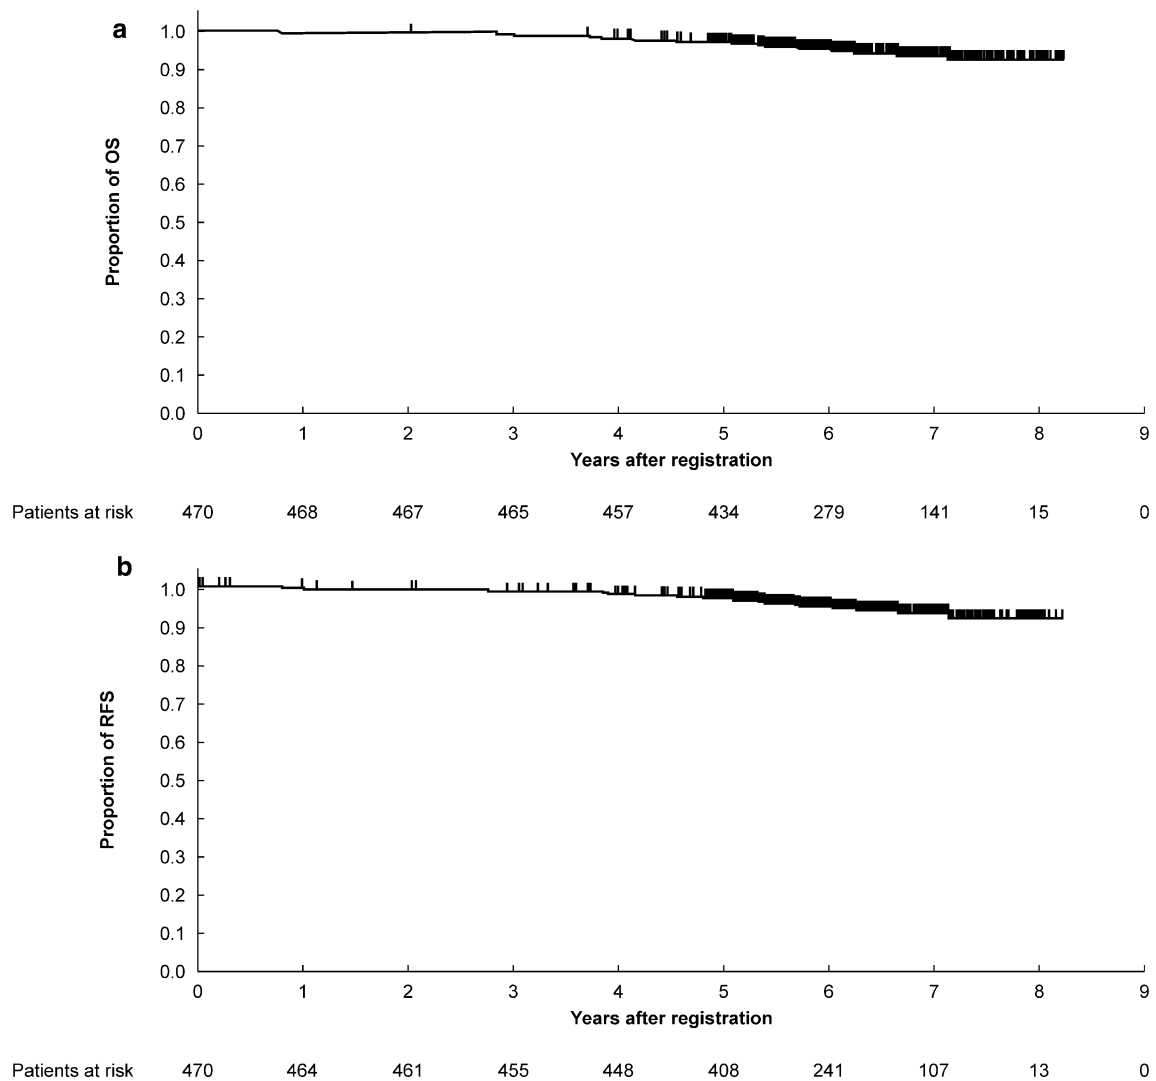 a
1.0
0.9
0.8
0.7
0.6
0.5
0.4
0.3
0.2
0.1
0.0
Proportion of OS
0 1 2 3 4 5 6 7 8 9
Years after registration
Patients at risk 470 468 467 465 457 434 279 141 15 0
b
1.0
0.9
0.8
0.7
0.6
0.5
0.4
0.3
0.2
0.1
0.0
Proportion of RFS
0 1 2 3 4 5 6 7 8 9
Years after registration
Patients at risk 470 464 461 455 448 408 241 107 13 0